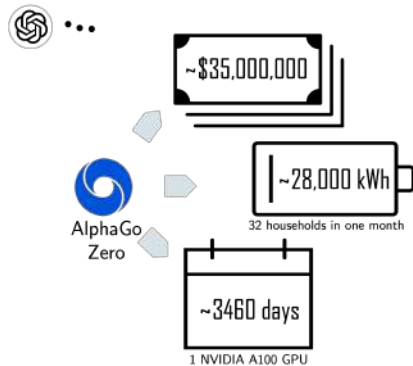 ~$35,000,000
~28,000 kWh
32 households in one month
AlphaGo
Zero
~3460 days
1 NVIDIA A100 GPU